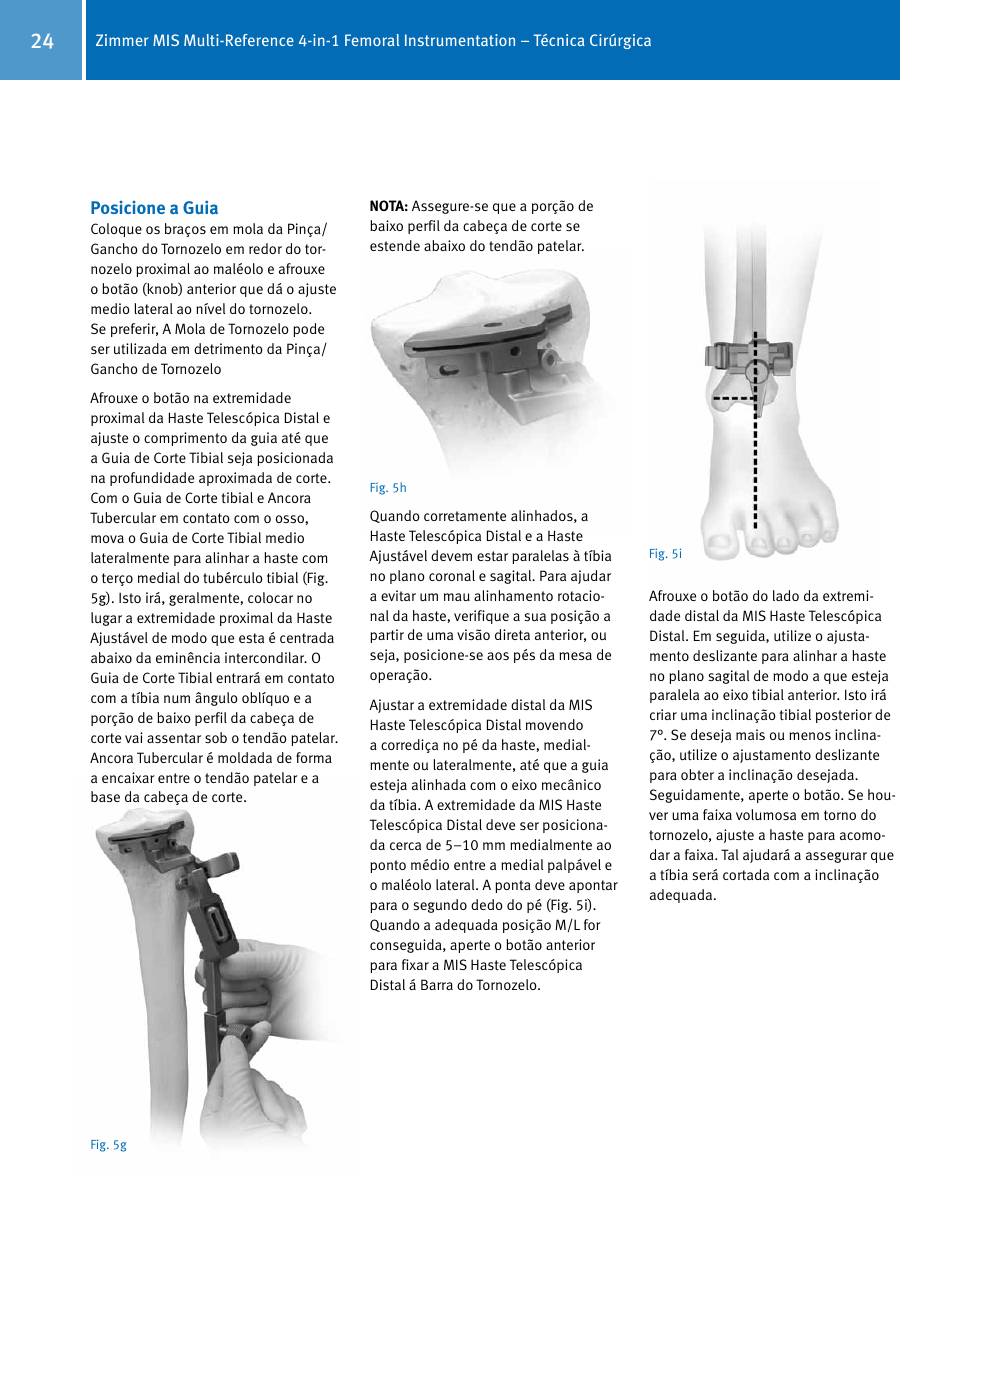 24
Zimmer MIS Multi-Reference 4-in-1 Femoral Instrumentation – Técnica Cirúrgica
Posicione a Guia
Coloque os braços em mola da Pinça/
Gancho do Tornozelo em redor do tor-
nozelo proximal ao maléolo e afrouxe
o botão (knob) anterior que dá o ajuste
medio lateral ao nível do tornozelo.
Se preferir, A Mola de Tornozelo pode
ser utilizada em detrimento da Pinça/
Gancho de Tornozelo
Afrouxe o botão na extremidade
proximal da Haste Telescópica Distal e
ajuste o comprimento da guia até que
a Guia de Corte Tibial seja posicionada
na profundidade aproximada de corte.
Com o Guia de Corte tibial e Ancora
Tubercular em contato com o osso,
mova o Guia de Corte Tibial medio
lateralmente para alinhar a haste com
o terço medial do tubérculo tibial (Fig.
5g). Isto irá, geralmente, colocar no
lugar a extremidade proximal da Haste
Ajustável de modo que esta é centrada
abaixo da eminência intercondilar. O
Guia de Corte Tibial entrará em contato
com a tíbia num ângulo oblíquo e a
porção de baixo perfil da cabeça de
corte vai assentar sob o tendão patelar.
Ancora Tubercular é moldada de forma
a encaixar entre o tendão patelar e a
base da cabeça de corte.
Fig. 5g
NOTA: Assegure-se que a porção de
baixo perfil da cabeça de corte se
estende abaixo do tendão patelar.
Fig. 5h
Quando corretamente alinhados, a
Haste Telescópica Distal e a Haste
Ajustável devem estar paralelas à tíbia
no plano coronal e sagital. Para ajudar
a evitar um mau alinhamento rotacio-
nal da haste, verifique a sua posição a
partir de uma visão direta anterior, ou
seja, posicione-se aos pés da mesa de
operação.
Ajustar a extremidade distal da MIS
Haste Telescópica Distal movendo
a corrediça no pé da haste, medial-
mente ou lateralmente, até que a guia
esteja alinhada com o eixo mecânico
da tíbia. A extremidade da MIS Haste
Telescópica Distal deve ser posiciona-
da cerca de 5–10 mm medialmente ao
ponto médio entre a medial palpável e
o maléolo lateral. A ponta deve apontar
para o segundo dedo do pé (Fig. 5i).
Quando a adequada posição M/L for
conseguida, aperte o botão anterior
para fixar a MIS Haste Telescópica
Distal á Barra do Tornozelo.
Fig. 5i
Afrouxe o botão do lado da extremi-
dade distal da MIS Haste Telescópica
Distal. Em seguida, utilize o ajusta-
mento deslizante para alinhar a haste
no plano sagital de modo a que esteja
paralela ao eixo tibial anterior. Isto irá
criar uma inclinação tibial posterior de
7°. Se deseja mais ou menos inclina-
ção, utilize o ajustamento deslizante
para obter a inclinação desejada.
Seguidamente, aperte o botão. Se hou-
ver uma faixa volumosa em torno do
tornozelo, ajuste a haste para acomo-
dar a faixa. Tal ajudará a assegurar que
a tíbia será cortada com a inclinação
adequada.